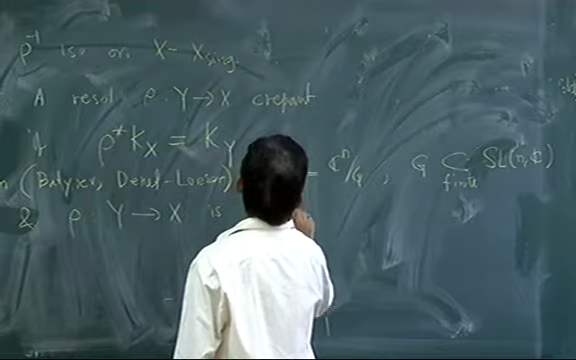 ρ⁻¹ iso on X - X_sing.
A resol. ρ: Y → X crepant
if ρ*K_X = K_Y
n (Batyrev, Denef-Loeser) = ℂⁿ/G, G ⊂ finite SL(n, ℂ)
& ρ: Y → X is